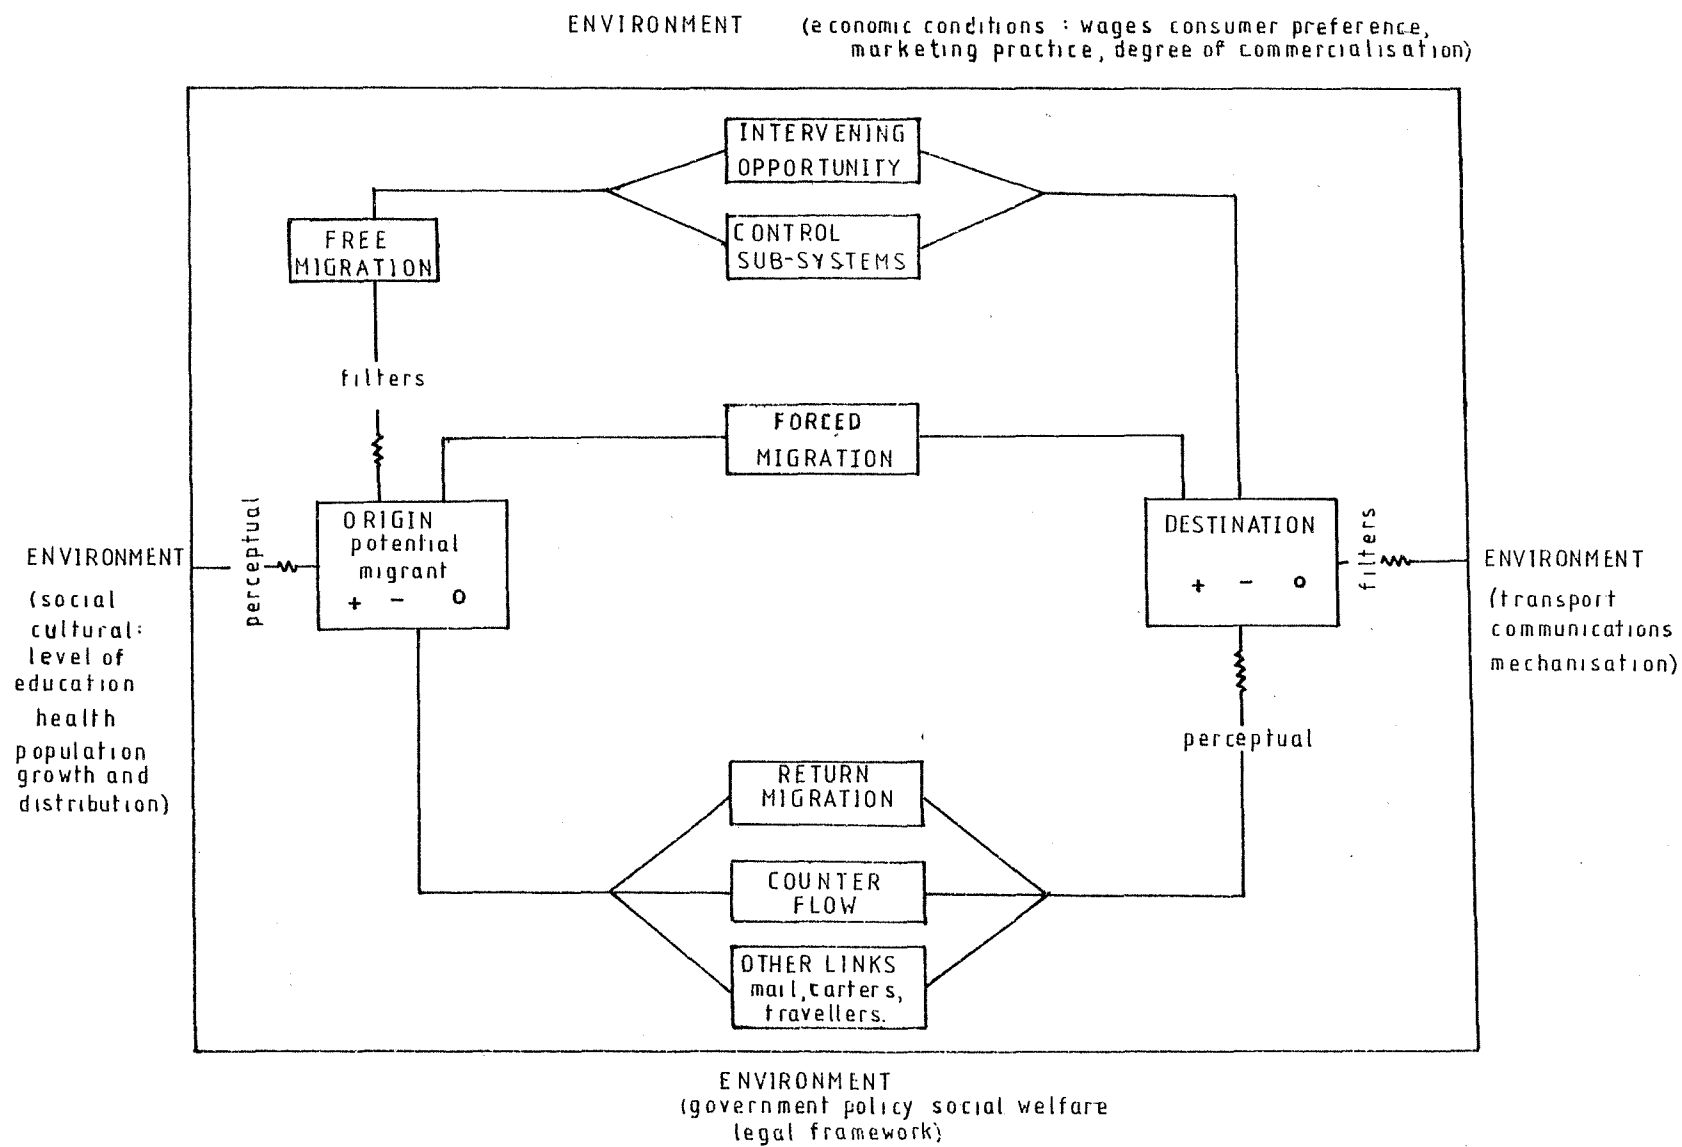 ENVIRONMENT (economic conditions : wages consumer preference,
marketing practice, degree of commercialisation)
INTERVENING
OPPORTUNITY
CONTROL
SUB-SYSTEMS
FREE
MIGRATION
filters
FORCED
MIGRATION
perceptual
ORIGIN
potential
migrant
+ - o
DESTINATION
+ - o
filters
ENVIRONMENT
(social
cultural:
level of
education
health
population
growth and
distribution)
ENVIRONMENT
(transport
communications
mechanisation)
perceptual
RETURN
MIGRATION
COUNTER
FLOW
OTHER LINKS
mail, carters,
travellers.
ENVIRONMENT
(government policy social welfare
legal framework)